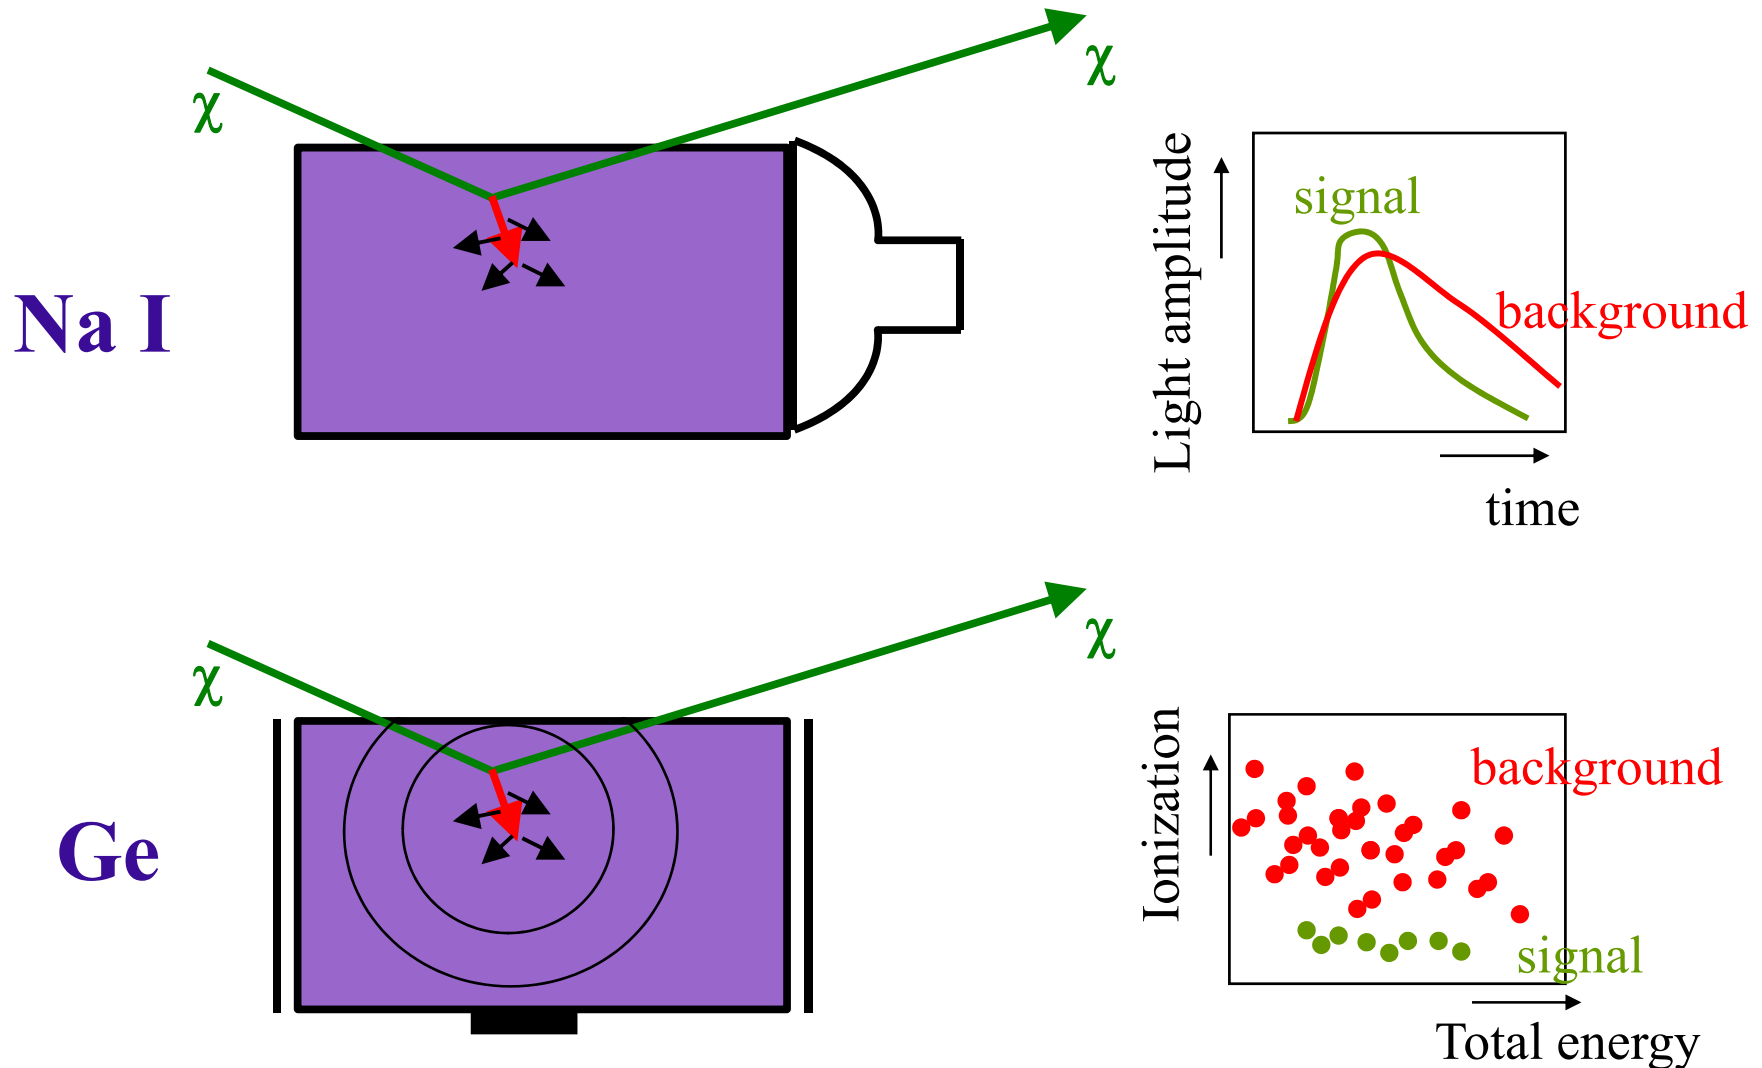 χ
χ
Na I
Light amplitude
signal
background
time
χ
χ
Ge
Ionization
background
signal
Total energy